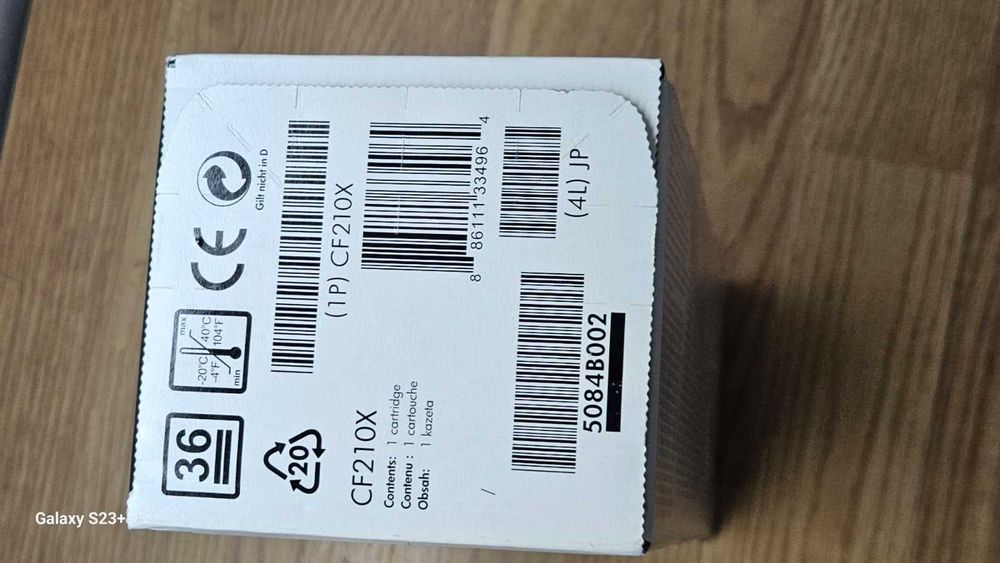 36
-20°C
-4°F
40°C
104°F
max
min
CE
Gilt nicht in D
20
CF210X
Contents: 1 cartridge
Contenu : 1 cartouche
Obsah: 1 kazeta
(1P) CF210X
8 86111 33496 4
/
5084B002
(4L) JP
Galaxy S23+